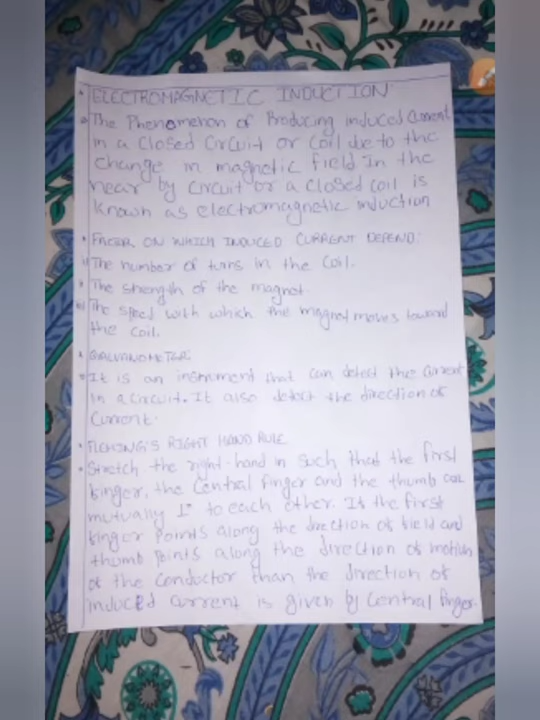 ELECTROMAGNETIC INDUCTION
The Phenomenon of Producing induced Current
in a Closed Circuit or Coil due to the
change in magnetic field in the
near by Circuit or a closed coil is
known as electromagnetic induction
FACTOR ON WHICH INDUCED CURRENT DEPEND:
i) The number of turns in the Coil.
ii) The strength of the magnet
iii) The speed with which the magnet moves toward
the coil.
GALVANOMETER:
It is an instrument that can detect the Current
in a circuit. It also detect the direction of
Current.
FLEMING'S RIGHT HAND RULE
Stretch the right-hand in such that the first
finger, the Central finger and the thumb are
mutually to each other. If the first
finger Points along the direction of field and
thumb Points along the direction of motion
of the Conductor than the direction of
induced current is given by Central finger.